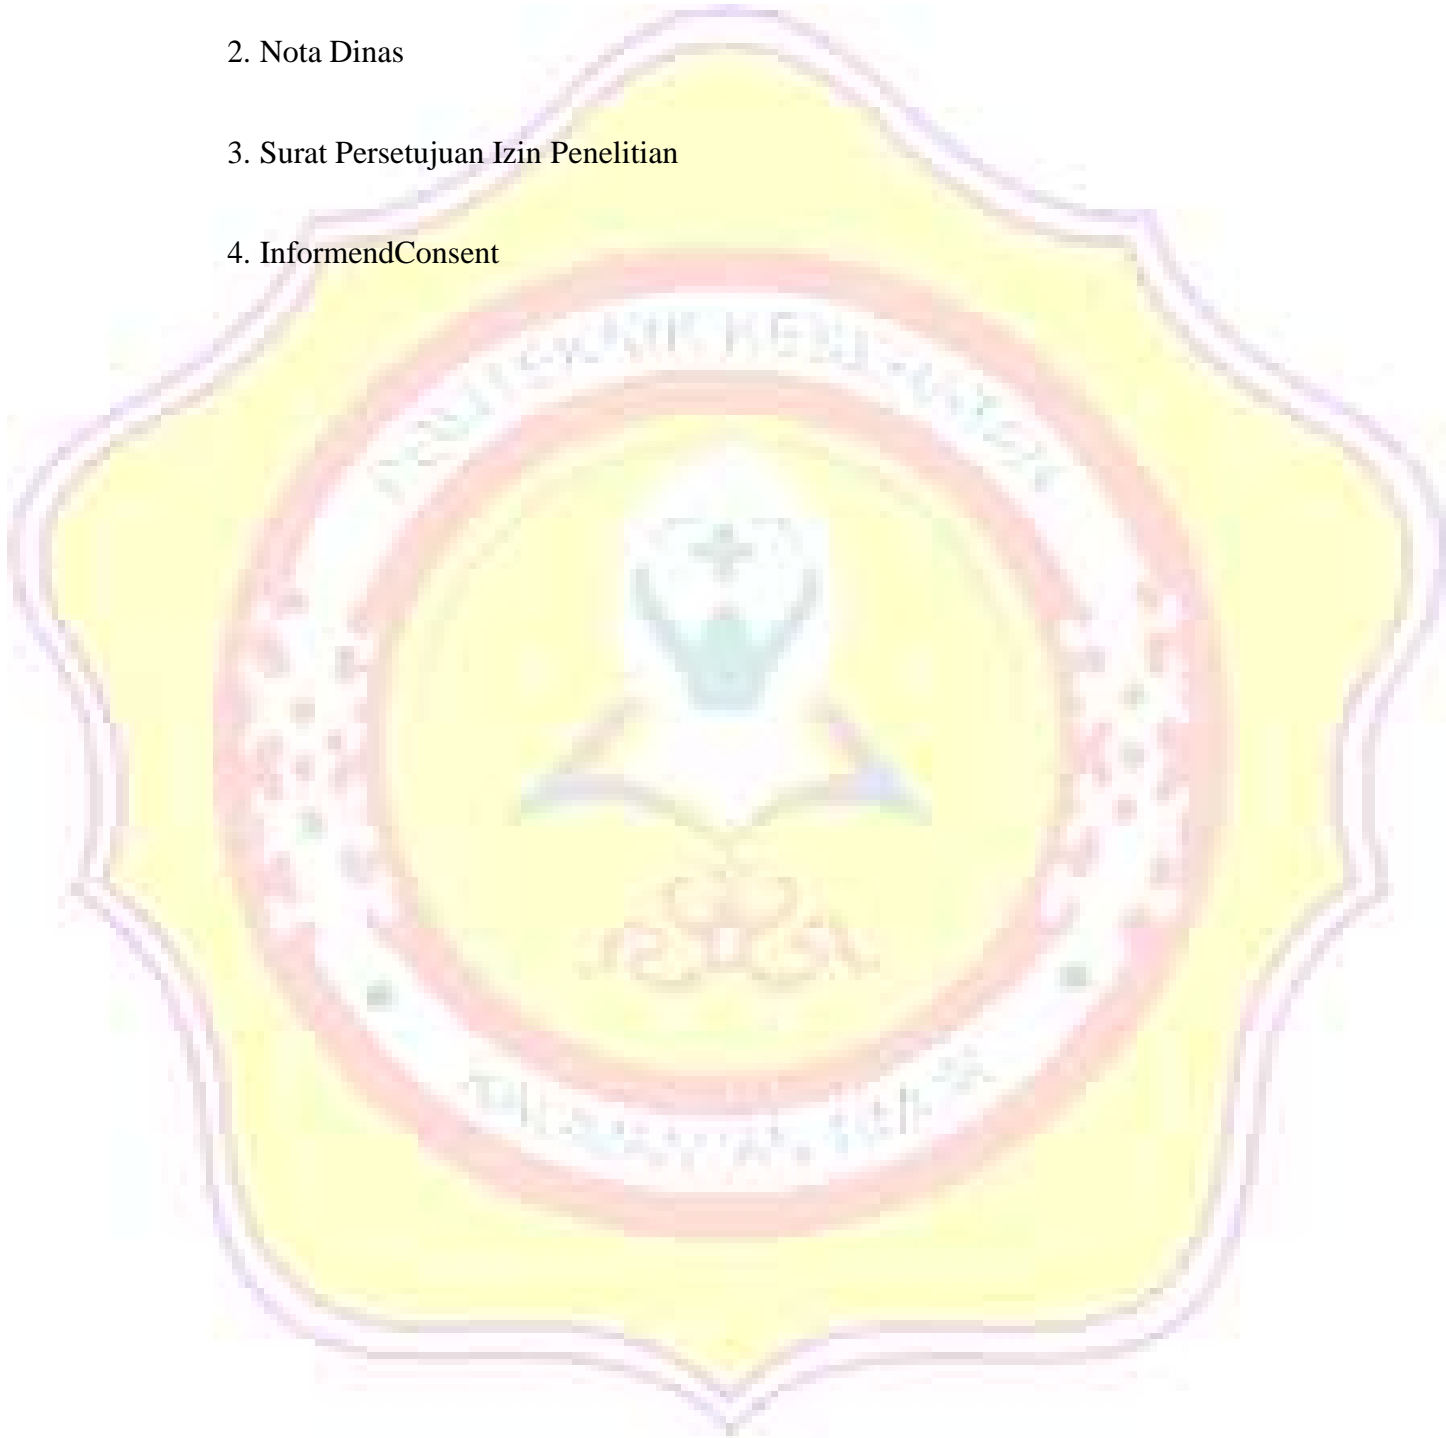 2. Nota Dinas
3. Surat Persetujuan Izin Penelitian
4. InformendConsent